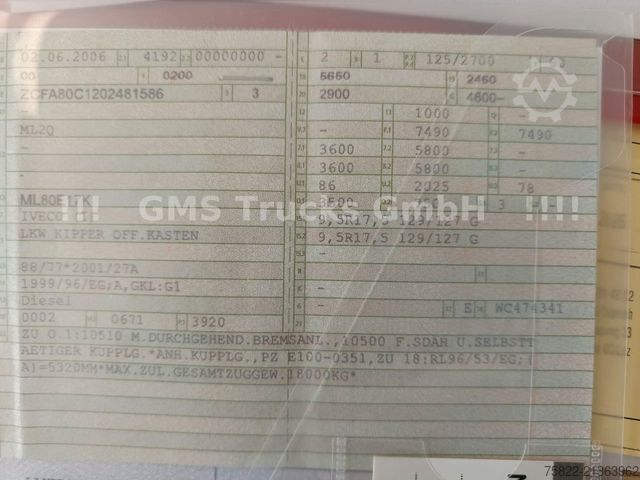 02.06.2006 4192 00000000 - 2 1 125/2700
00 0200 6650 2460
ZCFA80C1202481586 3 2900 4600-
- 1000
ML2Q - 7490 7490
- 3600 5800 -
3600 5800 -
86 2025 78
ML80E17K 3500 3
!!! GMS Trucks GmbH !!!!
IVECO 9,5R17,5 129/127 G
LKW KIPPER OFF.KASTEN 9,5R17,5 129/127 G
-
88/77*2001/27A
1999/96/EG;A,GKL:G1
Diesel - E WC474341
0002 0671 3920
ZU O.1:10510 M.DURCHGEHEND.BREMSANL.,10500 F.SDAH U.SELBSTT
AETIGER KUPPLG.*ANH.KUPPLG.,PZ E100-0351,ZU 18:RL96/53/EG;(
A)=5320MM*MAX.ZUL.GESAMTZUGGEW.18000KG*
75822-21363962